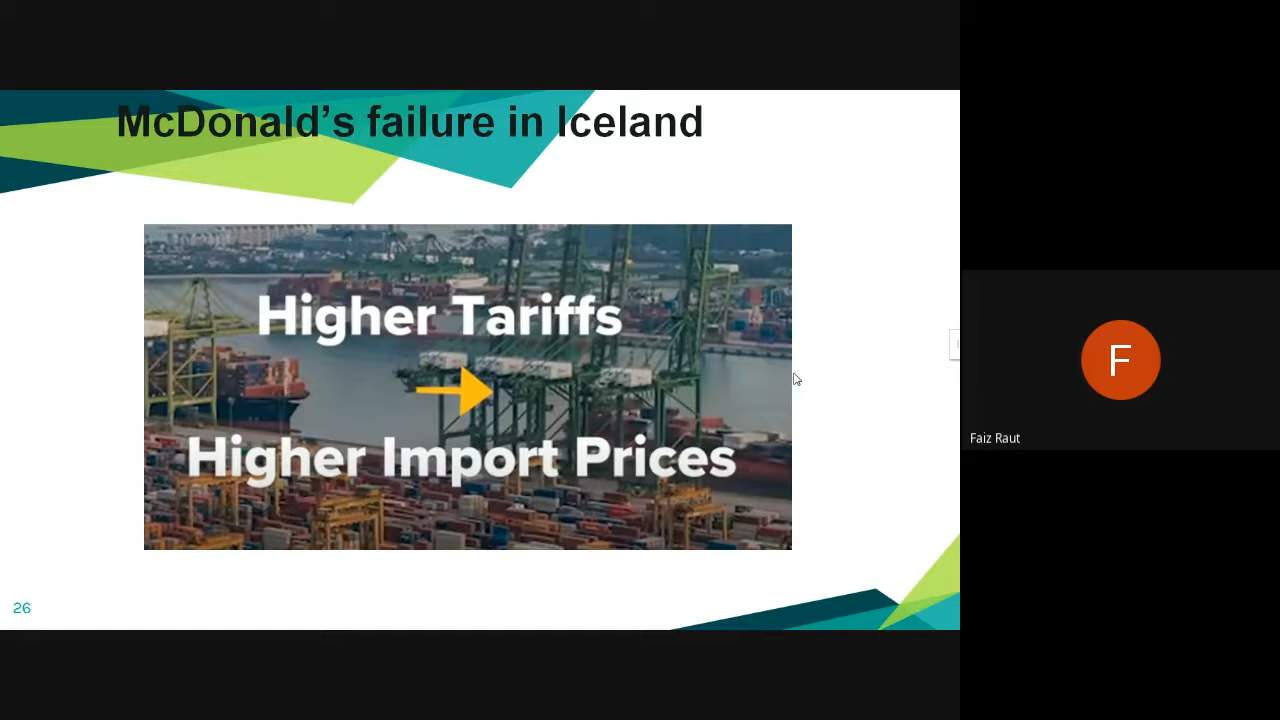 McDonald’s failure in Iceland
Higher Tariffs
Higher Import Prices
26
F
Faiz Raut